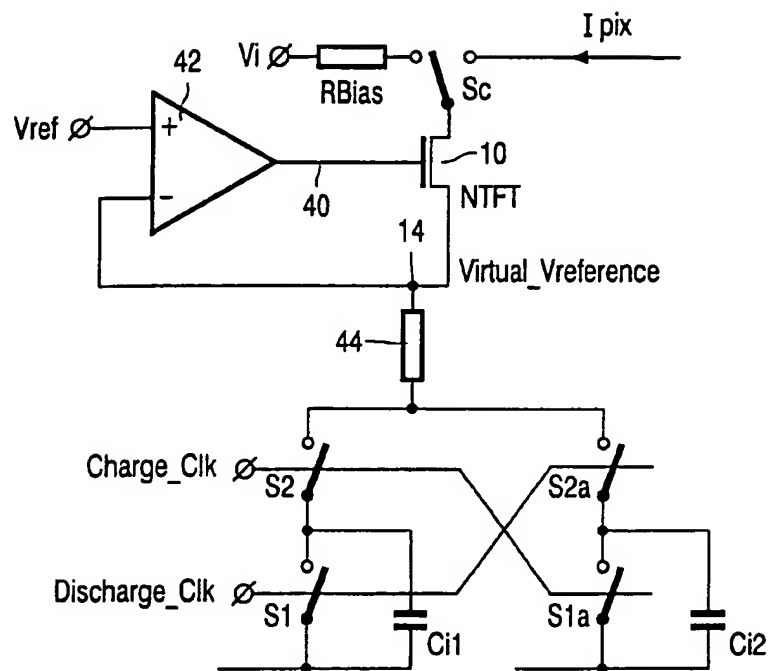 I pix
Vi
RBias
Sc
42
Vref
+
10
40
NTFT
-
14
Virtual_Vreference
44
Charge_Clk
S2
S2a
Discharge_Clk
S1
Ci1
S1a
Ci2